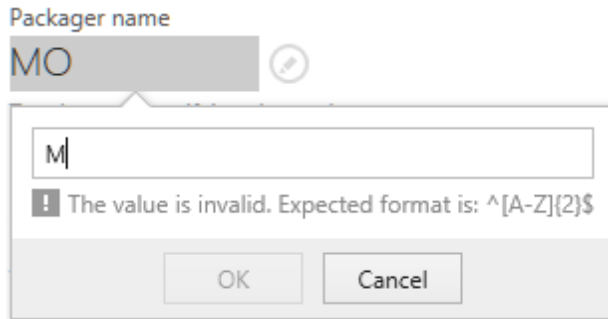 Packager name
MO
M
! The value is invalid. Expected format is: ^[A-Z]{2}$
OK
Cancel